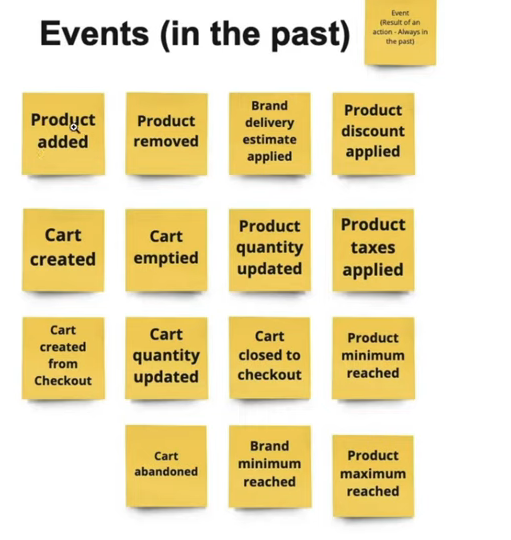 Events (in the past)
Event
(Result of an
action - Always in
the past)
Product
added
Product
removed
Brand
delivery
estimate
applied
Product
discount
applied
Cart
created
Cart
emptied
Product
quantity
updated
Product
taxes
applied
Cart
created
from
Checkout
Cart
quantity
updated
Cart
closed to
checkout
Product
minimum
reached
Cart
abandoned
Brand
minimum
reached
Product
maximum
reached